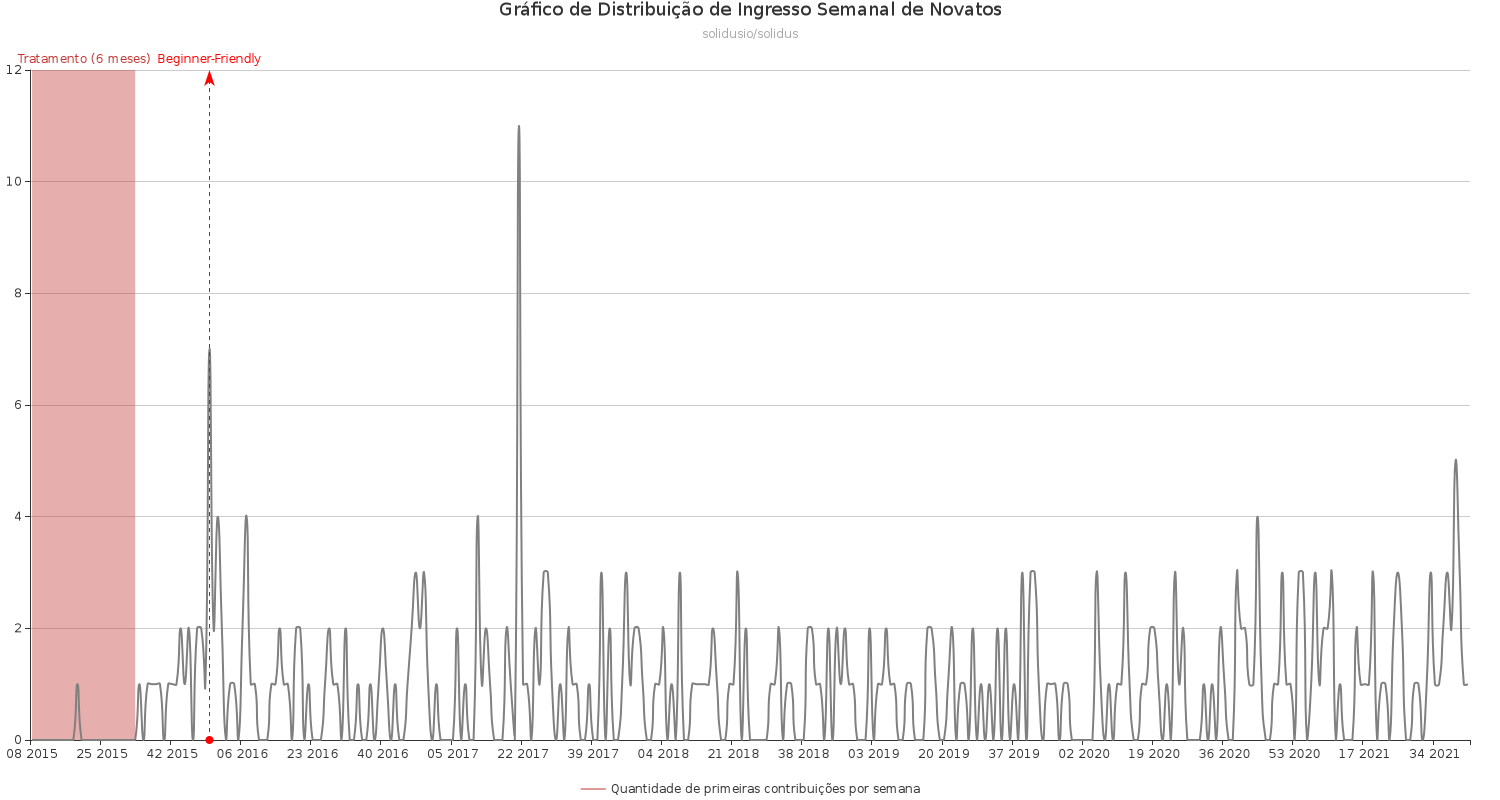 Gráfico de Distribuição de Ingresso Semanal de Novatos
solidusio/solidus
Tratamento (6 meses) Beginner-Friendly
12
10
8
6
4
2
0
08 2015 25 2015 42 2015 06 2016 23 2016 40 2016 05 2017 22 2017 39 2017 04 2018 21 2018 38 2018 03 2019 20 2019 37 2019 02 2020 19 2020 36 2020 53 2020 17 2021 34 2021
Quantidade de primeiras contribuições por semana